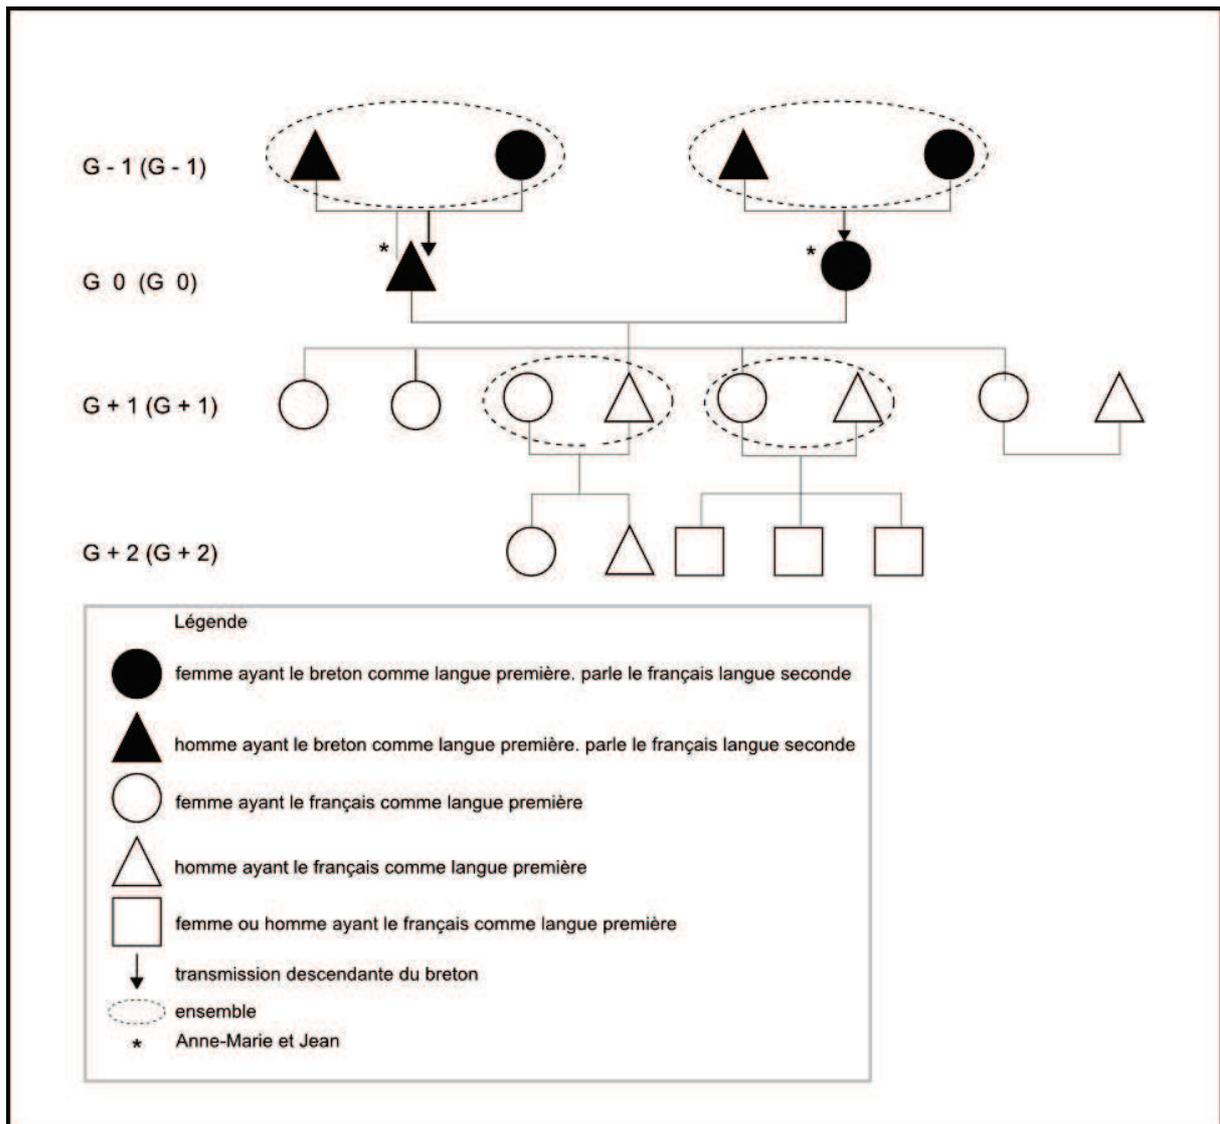 G - 1 (G - 1)
*
*
G 0 (G 0)
G + 1 (G + 1)
G + 2 (G + 2)
Légende
femme ayant le breton comme langue première. parle le français langue seconde
homme ayant le breton comme langue première. parle le français langue seconde
femme ayant le français comme langue première
homme ayant le français comme langue première
femme ou homme ayant le français comme langue première
transmission descendante du breton
ensemble
* Anne-Marie et Jean